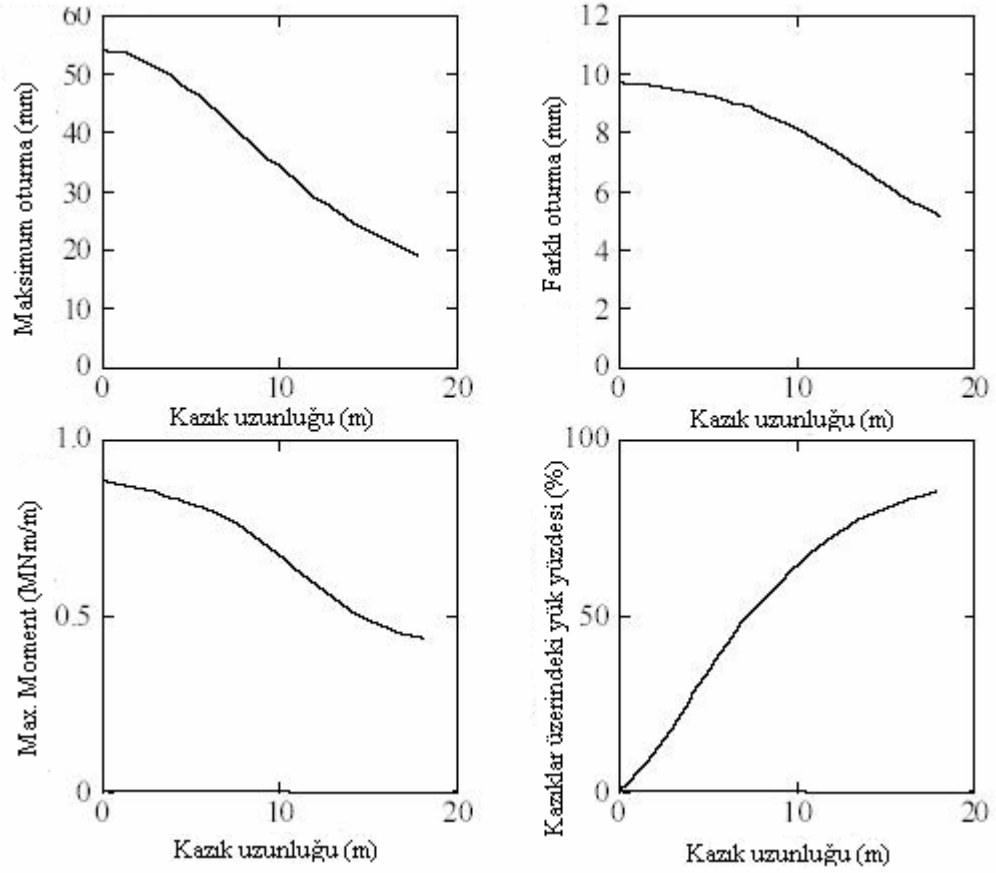 Maksimum oturma (mm)
60
50
40
30
20
10
0
0 10 20
Kazık uzunluğu (m)
Farklı oturma (mm)
12
10
8
6
4
2
0
0 10 20
Kazık uzunluğu (m)
Max. Moment (MNm/m)
1.0
0.5
0
0 10 20
Kazık uzunluğu (m)
Kazıklar üzerindeki yük yüzdesi (%)
100
50
0
0 10 20
Kazık uzunluğu (m)